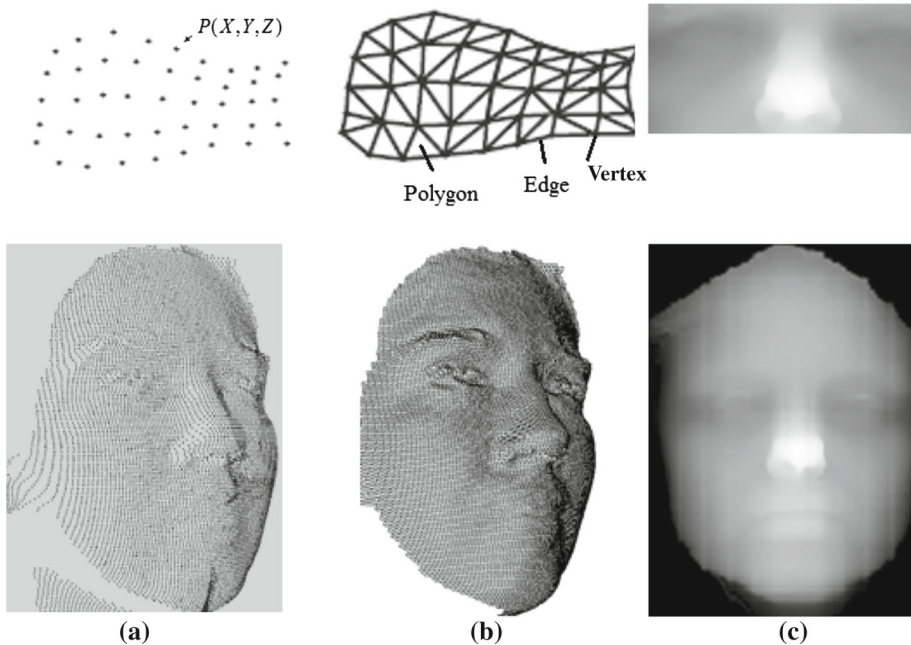 P(X,Y,Z)
Polygon
Edge
Vertex
(a)
(b)
(c)